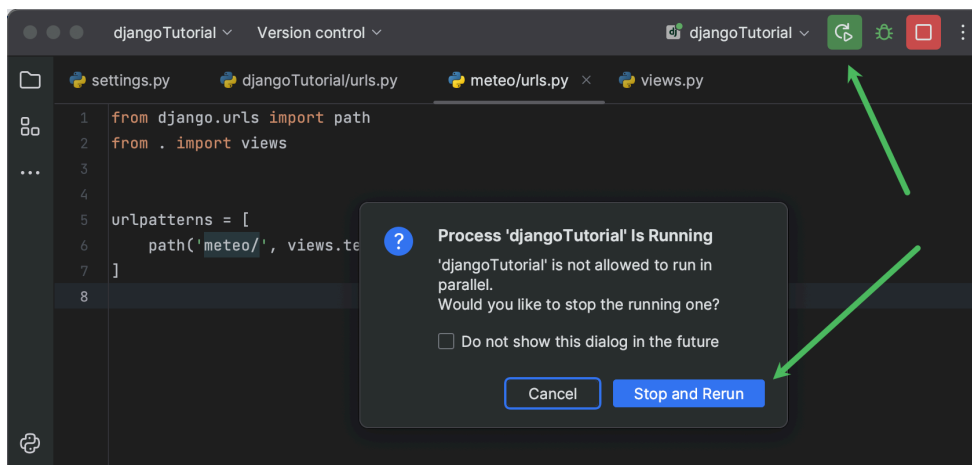 djangoTutorial Version control djangoTutorial
settings.py djangoTutorial/urls.py meteo/urls.py views.py
1 from django.urls import path
2 from . import views
3
4
5 urlpatterns = [
6 path('meteo/', views.te
7 ]
8
Process 'djangoTutorial' Is Running
'djangoTutorial' is not allowed to run in
parallel.
Would you like to stop the running one?
Do not show this dialog in the future
Cancel Stop and Rerun